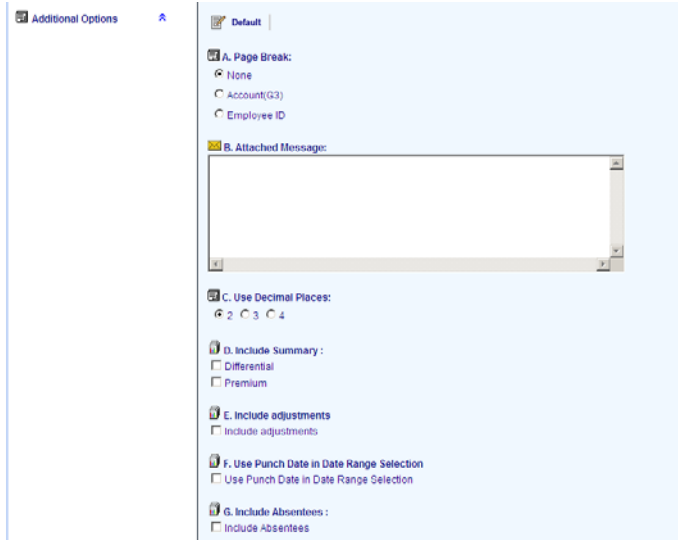 Additional Options
Default
A. Page Break:
None
Account(G3)
Employee ID
B. Attached Message:
C. Use Decimal Places:
2 3 4
D. Include Summary :
Differential
Premium
E. Include adjustments
Include adjustments
F. Use Punch Date in Date Range Selection
Use Punch Date in Date Range Selection
G. Include Absentees :
Include Absentees